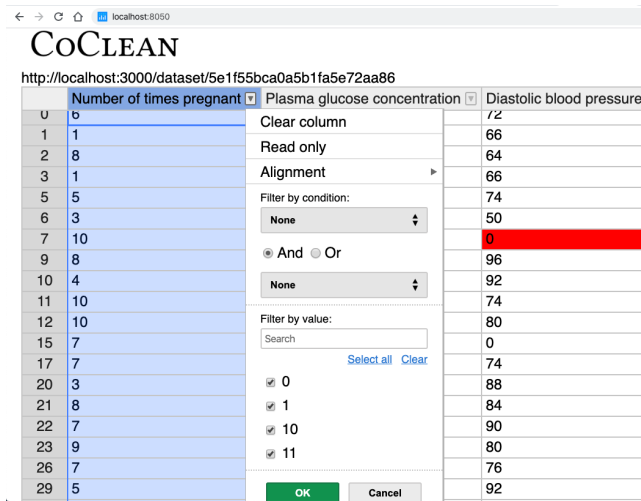 localhost:8050
COCLEAN
http://localhost:3000/dataset/5e1f55bca0a5b1fa5e72aa86
Number of times pregnant Plasma glucose concentration Diastolic blood pressure
0 6 72
1 1 66
2 8 64
3 1 66
5 5 74
6 3 50
7 10 0
9 8 96
10 4 92
11 10 74
12 10 80
15 7 0
17 7 74
20 3 88
21 8 84
22 7 90
23 9 80
26 7 76
29 5 92
Clear column
Read only
Alignment
Filter by condition:
None
And Or
None
Filter by value:
Search
Select all Clear
0
1
10
11
OK Cancel